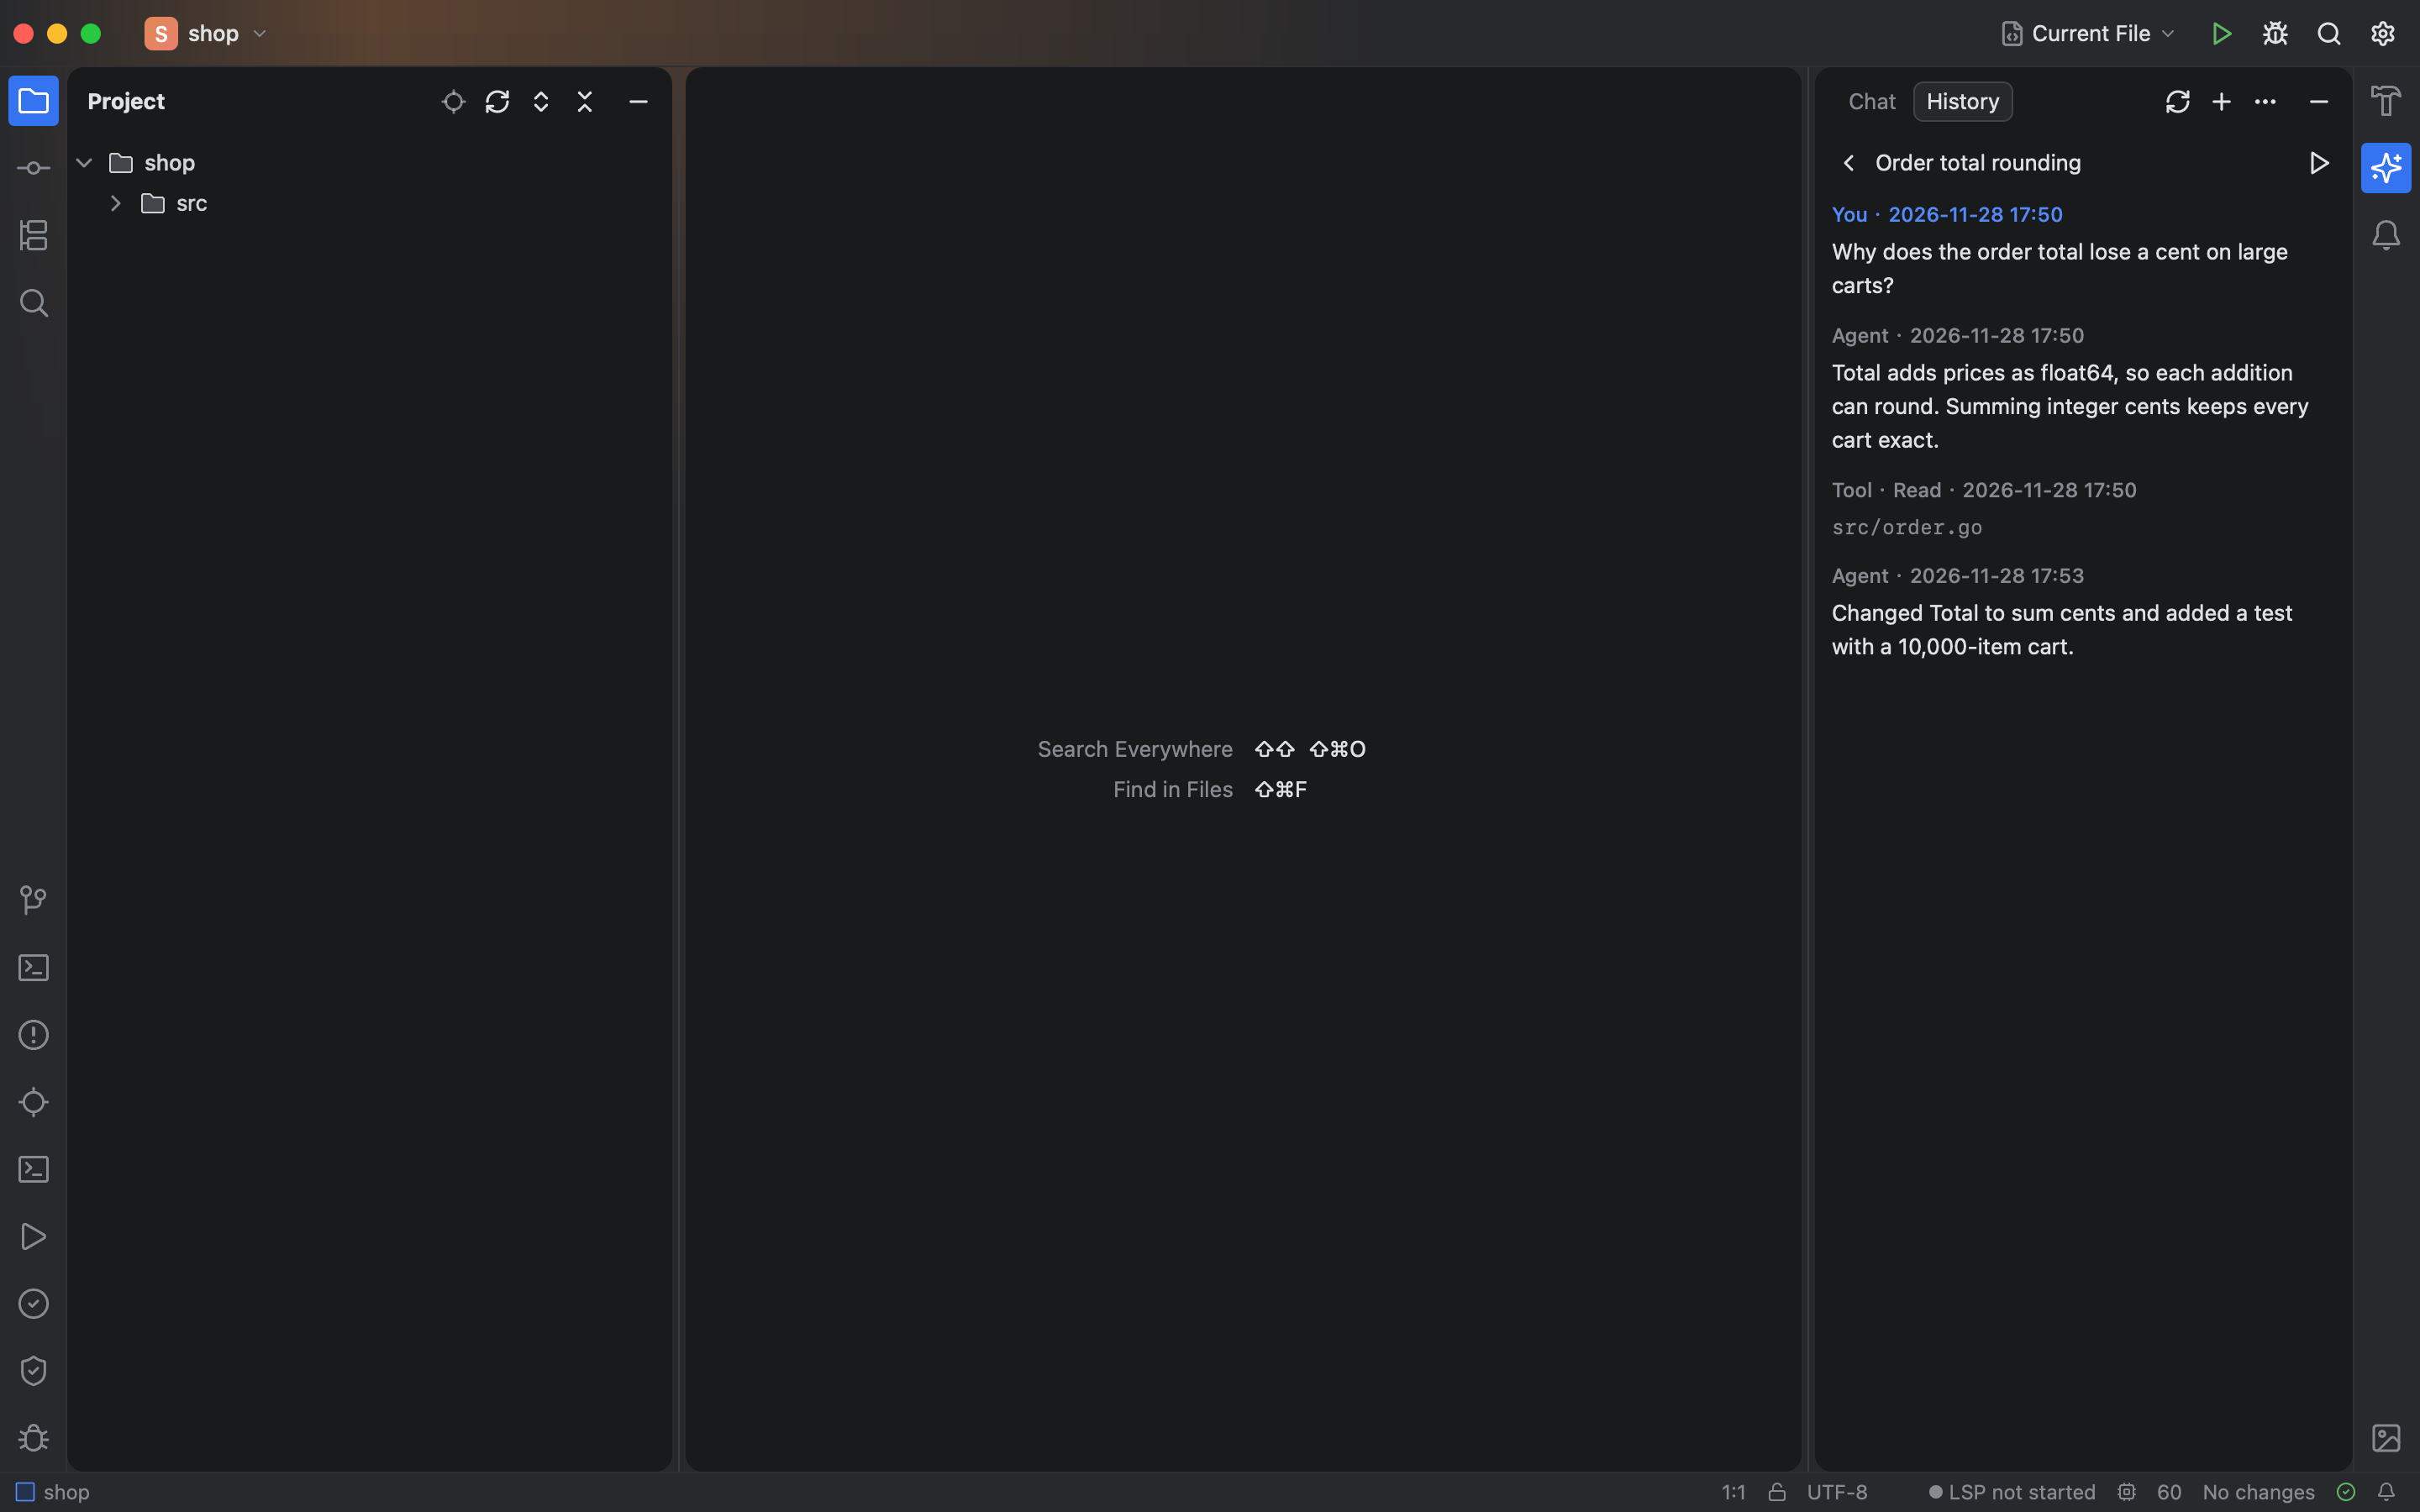 S shop
Current File
Project
shop
src
Search Everywhere ⇧⇧ ⇧⌘O
Find in Files ⇧⌘F
Chat History
Order total rounding
You · 2026-11-28 17:50
Why does the order total lose a cent on large
carts?
Agent · 2026-11-28 17:50
Total adds prices as float64, so each addition
can round. Summing integer cents keeps every
cart exact.
Tool · Read · 2026-11-28 17:50
src/order.go
Agent · 2026-11-28 17:53
Changed Total to sum cents and added a test
with a 10,000-item cart.
shop
1:1 UTF-8 LSP not started 60 No changes